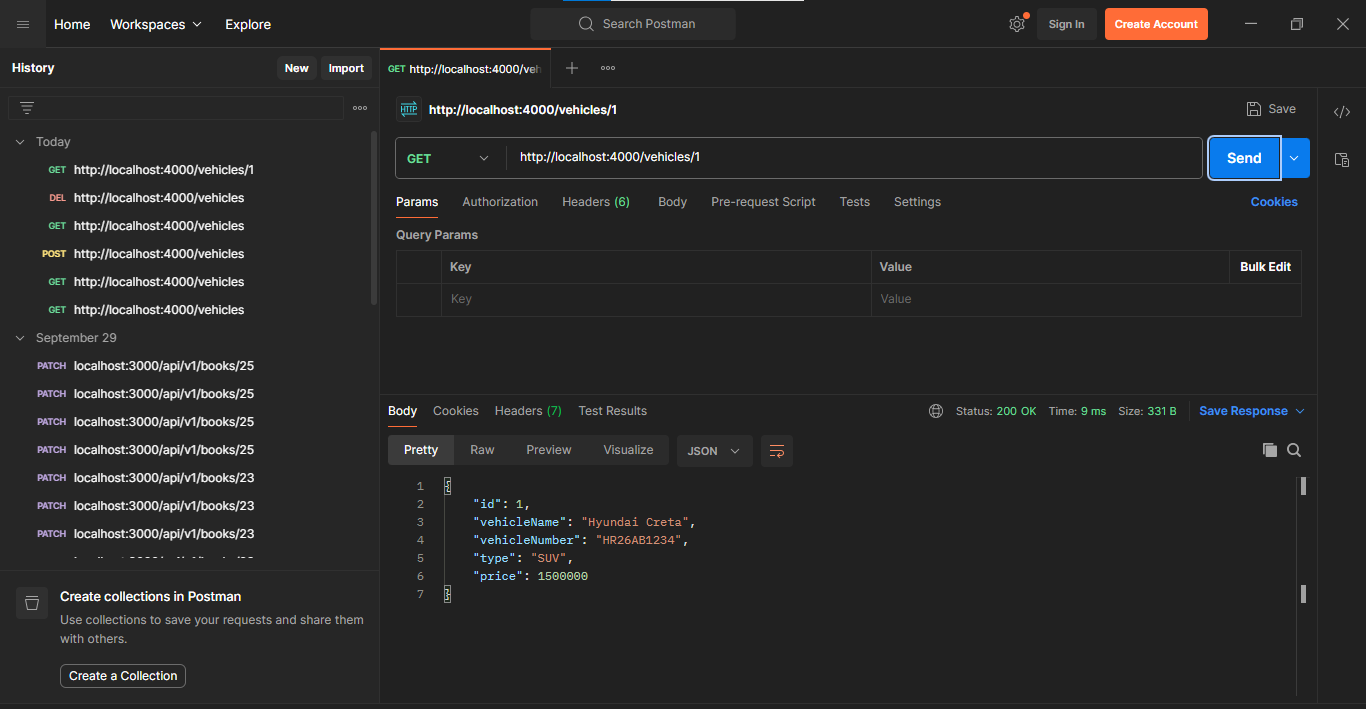 Home Workspaces Explore Search Postman Sign In Create Account
History New Import
GET http://localhost:4000/veh
Today
GET http://localhost:4000/vehicles/1
DEL http://localhost:4000/vehicles
GET http://localhost:4000/vehicles
POST http://localhost:4000/vehicles
GET http://localhost:4000/vehicles
GET http://localhost:4000/vehicles
September 29
PATCH localhost:3000/api/v1/books/25
PATCH localhost:3000/api/v1/books/25
PATCH localhost:3000/api/v1/books/25
PATCH localhost:3000/api/v1/books/25
PATCH localhost:3000/api/v1/books/23
PATCH localhost:3000/api/v1/books/23
PATCH localhost:3000/api/v1/books/23
Create collections in Postman
Use collections to save your requests and share them
with others.
Create a Collection
HTTP http://localhost:4000/vehicles/1 Save
GET http://localhost:4000/vehicles/1 Send
Params Authorization Headers (6) Body Pre-request Script Tests Settings Cookies
Query Params
Key Value Bulk Edit
Key Value
Body Cookies Headers (7) Test Results Status: 200 OK Time: 9 ms Size: 331 B Save Response
Pretty Raw Preview Visualize JSON
1 {
2 "id": 1,
3 "vehicleName": "Hyundai Creta",
4 "vehicleNumber": "HR26AB1234",
5 "type": "SUV",
6 "price": 1500000
7 }